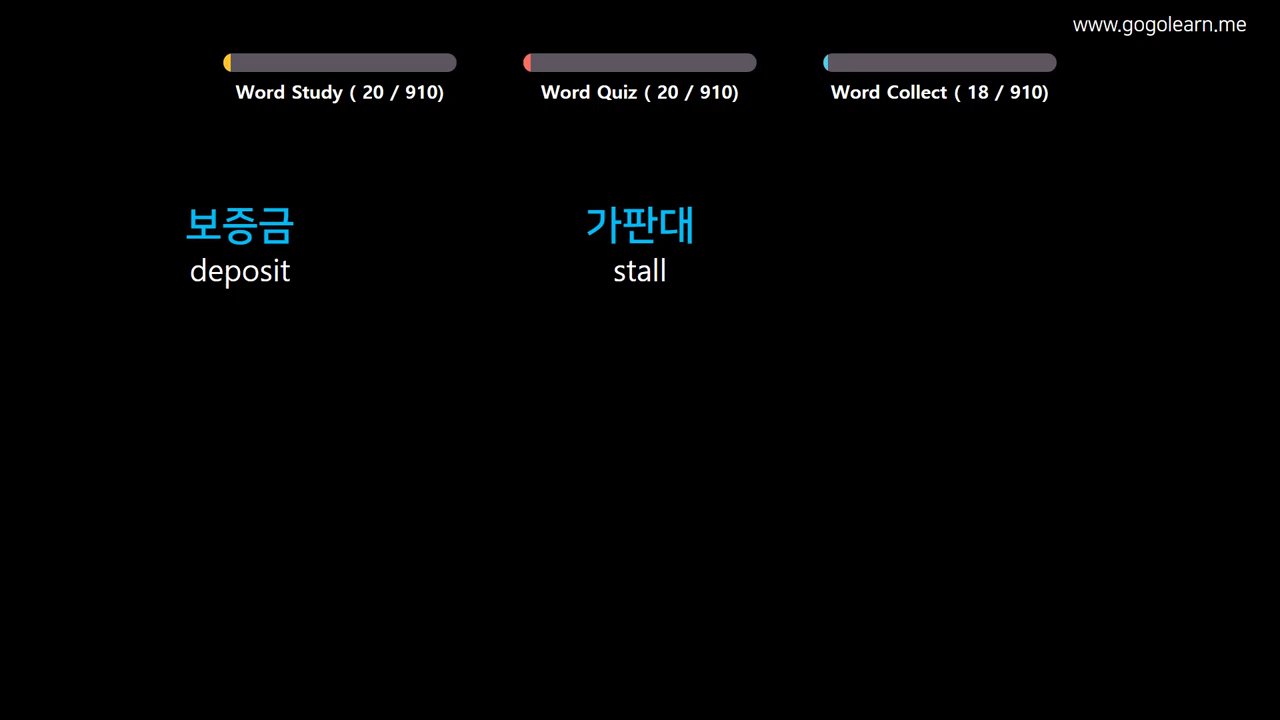 www.gogolearn.me
Word Study ( 20 / 910)
Word Quiz ( 20 / 910)
Word Collect ( 18 / 910)
보증금
deposit
가판대
stall